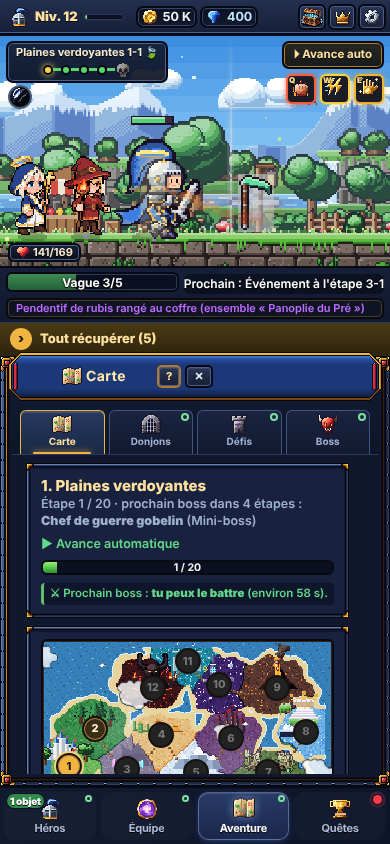 Niv. 12
50 K
400
Plaines verdoyantes 1-1
Avance auto
Q
W
E
141/169
Vague 3/5
Prochain : Événement à l'étape 3-1
Pendentif de rubis rangé au coffre (ensemble « Panoplie du Pré »)
Tout récupérer (5)
Carte
?
×
Carte
Donjons
Défis
Boss
1. Plaines verdoyantes
Étape 1 / 20 · prochain boss dans 4 étapes :
Chef de guerre gobelin (Mini-boss)
Avance automatique
1 / 20
Prochain boss : tu peux le battre (environ 58 s).
11
12
10
9
2
4
6
8
1
3
5
7
1 objet
Héros
Équipe
Aventure
Quêtes